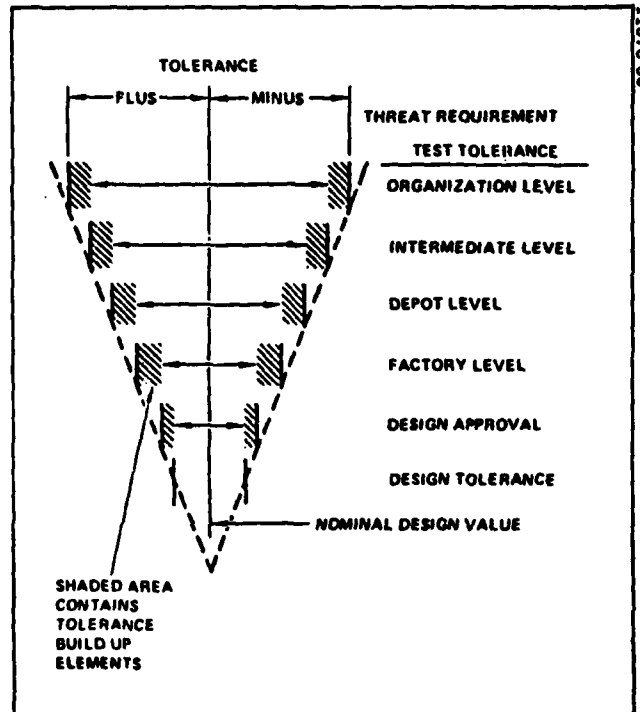 TOLERANCE
PLUS
MINUS
THREAT REQUIREMENT
TEST TOLERANCE
ORGANIZATION LEVEL
INTERMEDIATE LEVEL
DEPOT LEVEL
FACTORY LEVEL
DESIGN APPROVAL
DESIGN TOLERANCE
NOMINAL DESIGN VALUE
SHADED AREA
CONTAINS
TOLERANCE
BUILD UP
ELEMENTS